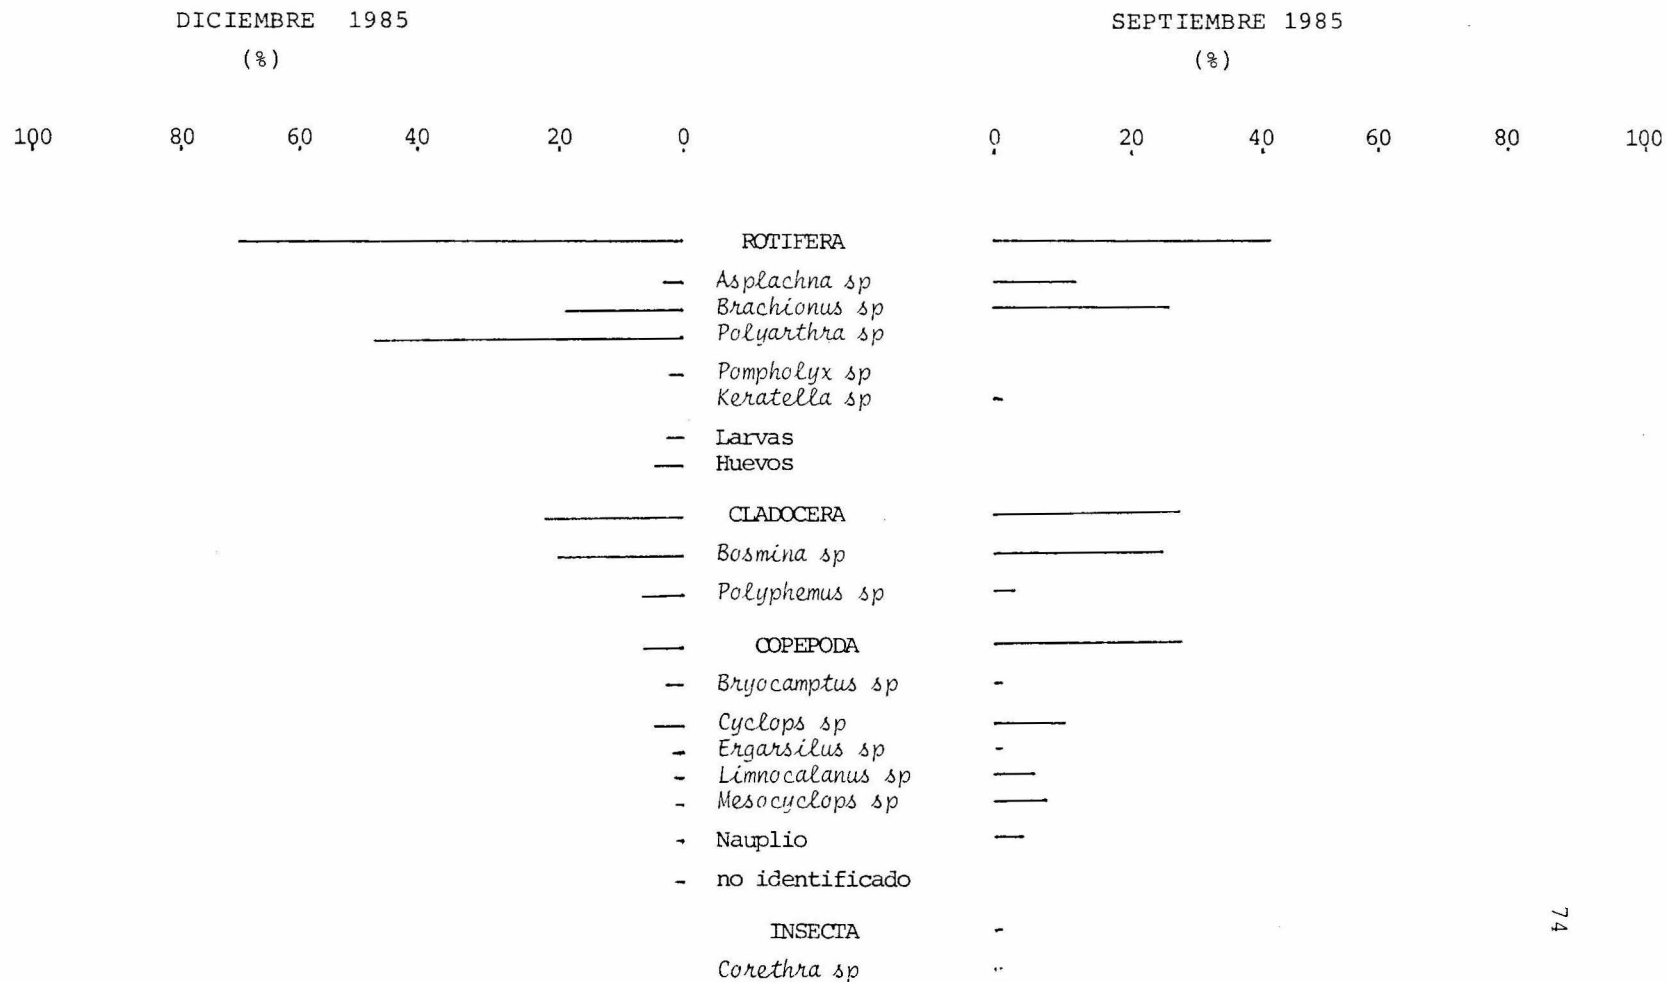 DICIEMBRE 1985 SEPTIEMBRE 1985
(%) (%)
100 80 60 40 20 0 0 20 40 60 80 100
ROTIFERA
Asplachna sp
Brachionus sp
Polyarthra sp
Pompholyx sp
Keratella sp
Larvas
Huevos
CLADOCERA
Bosmina sp
Polyphemus sp
COPEPODA
Bryocamptus sp
Cyclops sp
Ergarsilus sp
Limnocalanus sp
Mesocyclops sp
Nauplio
no identificado
INSECTA
Corethra sp
74